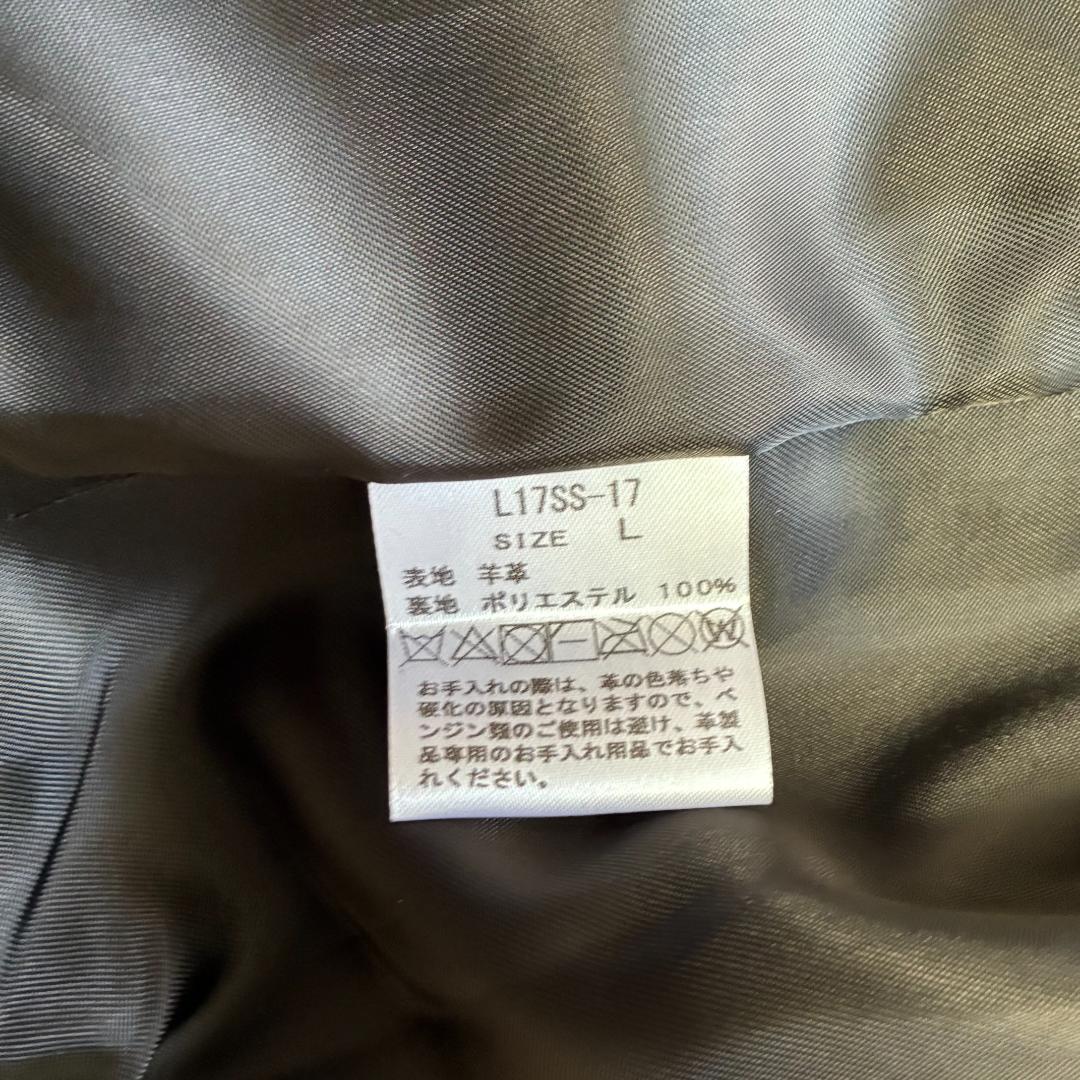 L17SS-17
SIZE L
表地 羊革
裏地 ポリエステル 100%
W
お手入れの際は、革の色落ちや
硬化の原因となりますので、ベ
ンジン類のご使用は避け、革製
品専用のお手入れ用品でお手入
れください。